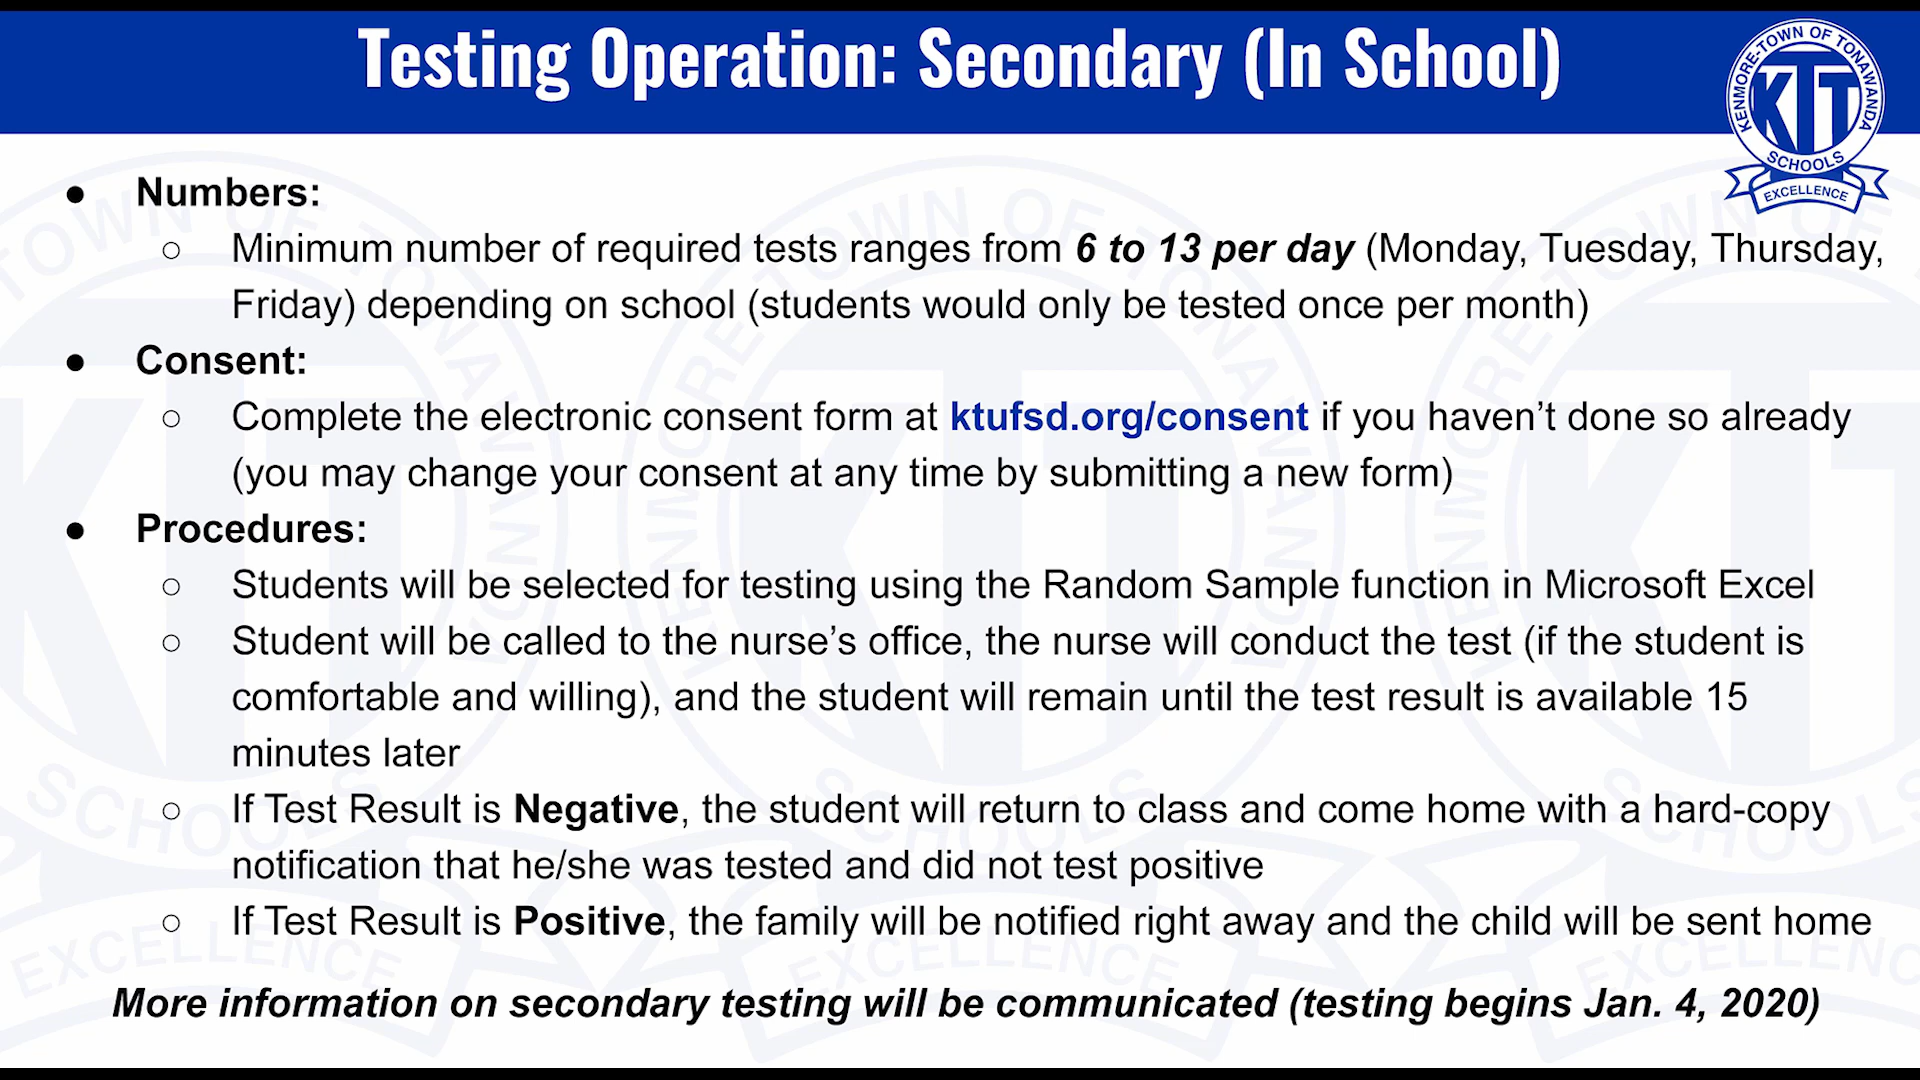 Testing Operation: Secondary (In School)
KENMORE-TOWN OF TONAWANDA
KTT
SCHOOLS
EXCELLENCE
● Numbers:
○ Minimum number of required tests ranges from 6 to 13 per day (Monday, Tuesday, Thursday,
Friday) depending on school (students would only be tested once per month)
● Consent:
○ Complete the electronic consent form at ktufsd.org/consent if you haven’t done so already
(you may change your consent at any time by submitting a new form)
● Procedures:
○ Students will be selected for testing using the Random Sample function in Microsoft Excel
○ Student will be called to the nurse’s office, the nurse will conduct the test (if the student is
comfortable and willing), and the student will remain until the test result is available 15
minutes later
○ If Test Result is Negative, the student will return to class and come home with a hard-copy
notification that he/she was tested and did not test positive
○ If Test Result is Positive, the family will be notified right away and the child will be sent home
More information on secondary testing will be communicated (testing begins Jan. 4, 2020)